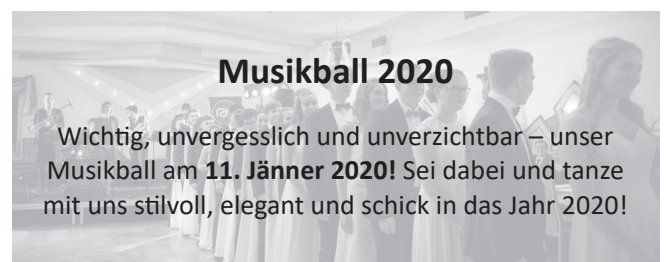 Musikball 2020
Wichtig, unvergesslich und unverzichtbar – unser
Musikball am 11. Jänner 2020! Sei dabei und tanze
mit uns stilvoll, elegant und schick in das Jahr 2020!